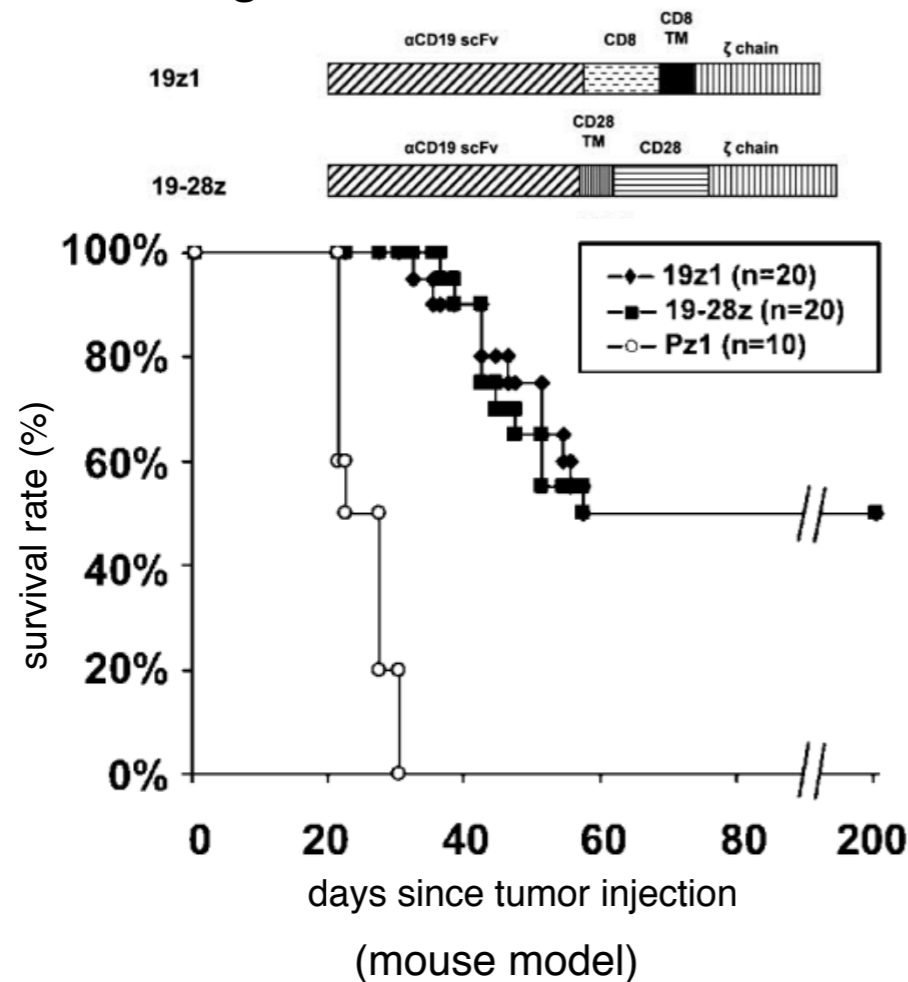 CD8
αCD19 scFv CD8 TM ζ chain
19z1
CD28
αCD19 scFv TM CD28 ζ chain
19-28z
100%
80%
60%
40%
20%
0%
survival rate (%)
19z1 (n=20)
19-28z (n=20)
Pz1 (n=10)
0 20 40 60 80 200
days since tumor injection
(mouse model)